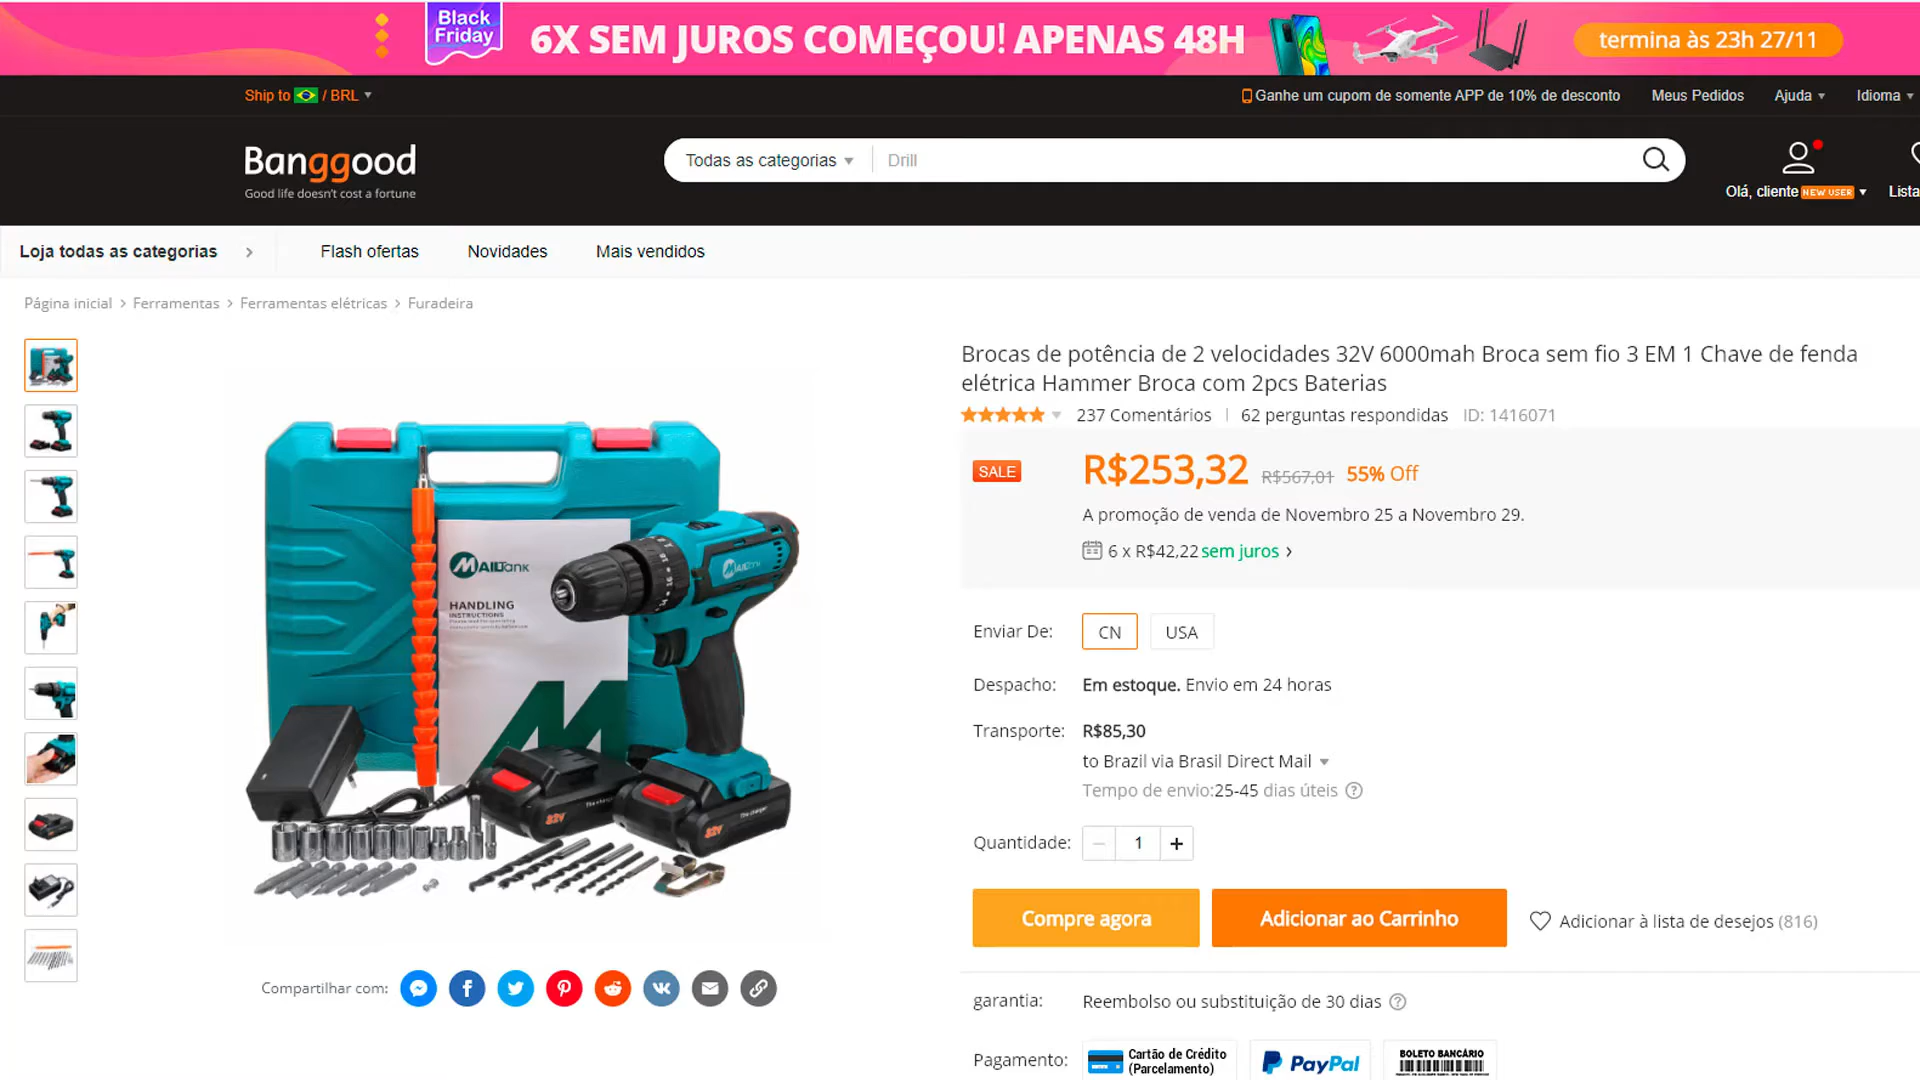 Black
Friday
6X SEM JUROS COMEÇOU! APENAS 48H
termina às 23h 27/11
Ship to / BRL
Ganhe um cupom de somente APP de 10% de desconto
Meus Pedidos
Ajuda
Idioma
Banggood
Good life doesn't cost a fortune
Todas as categorias
Drill
Olá, cliente NEW USER
Lista
Loja todas as categorias
Flash ofertas
Novidades
Mais vendidos
Página inicial > Ferramentas > Ferramentas elétricas > Furadeira
Brocas de potência de 2 velocidades 32V 6000mah Broca sem fio 3 EM 1 Chave de fenda
elétrica Hammer Broca com 2pcs Baterias
237 Comentários
62 perguntas respondidas
ID: 1416071
SALE
R$253,32
R$567,01
55% Off
A promoção de venda de Novembro 25 a Novembro 29.
6 x R$42,22 sem juros >
MAILTANK
HANDLING
INSTRUCTIONS
MAILTANK
32V
The charger
32V
Enviar De:
CN
USA
Despacho:
Em estoque. Envio em 24 horas
Transporte:
R$85,30
to Brazil via Brasil Direct Mail
Tempo de envio:25-45 dias úteis
Quantidade:
1
Compre agora
Adicionar ao Carrinho
Adicionar à lista de desejos (816)
Compartilhar com:
garantia:
Reembolso ou substituição de 30 dias
Pagamento:
Cartão de Crédito
(Parcelamento)
PayPal
BOLETO BANCÁRIO